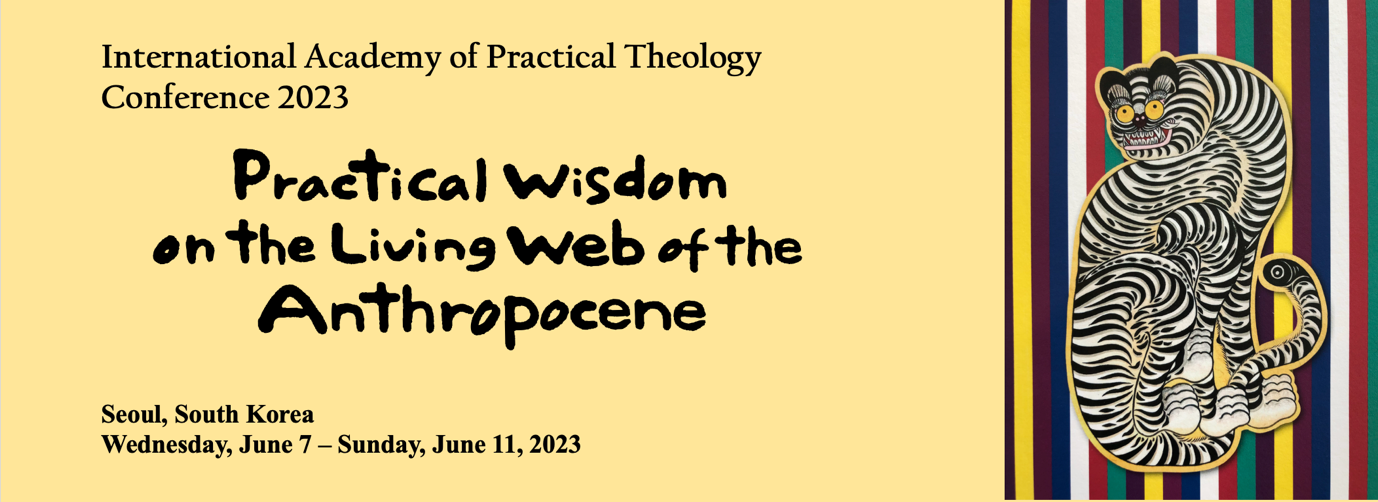 International Academy of Practical Theology
Conference 2023
Practical Wisdom
on the Living Web of the
Anthropocene
Seoul, South Korea
Wednesday, June 7 – Sunday, June 11, 2023